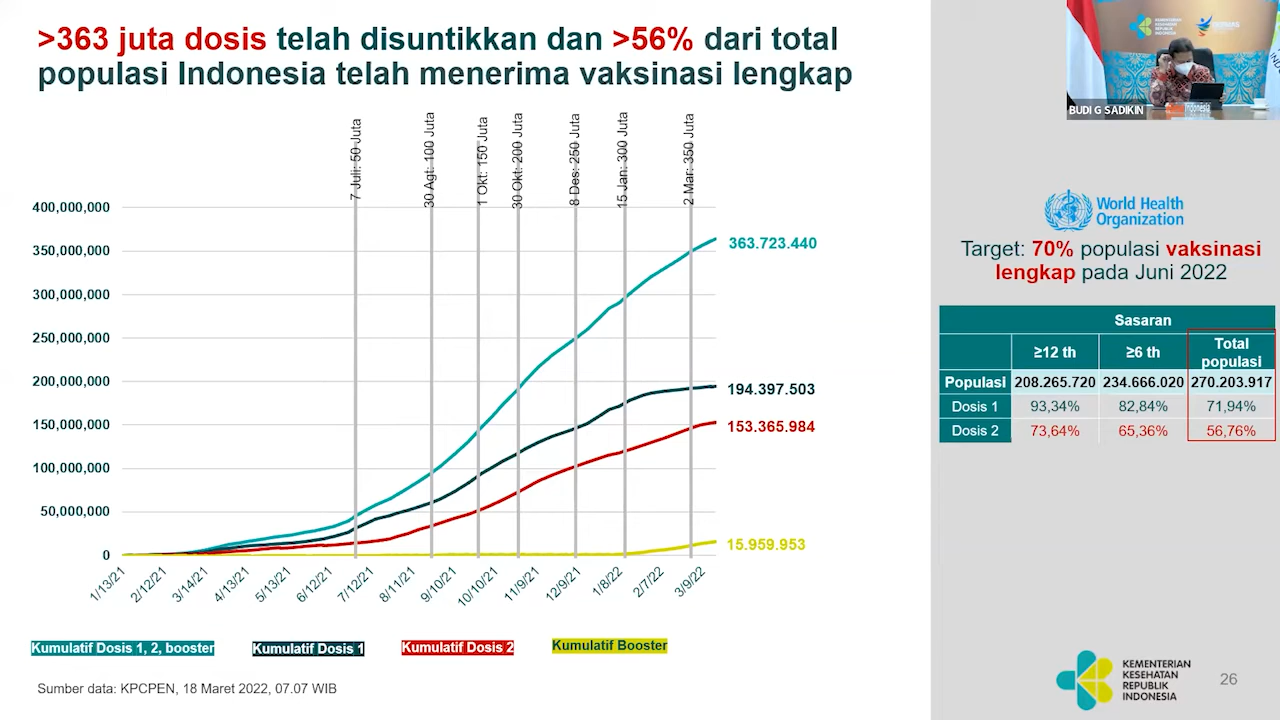 >363 juta dosis telah disuntikkan dan >56% dari total
populasi Indonesia telah menerima vaksinasi lengkap
7 Juli: 50 Juta
30 Agt: 100 Juta
1 Okt: 150 Juta
30 Okt: 200 Juta
8 Des: 250 Juta
15 Jan: 300 Juta
2 Mar: 350 Juta
400,000,000
350,000,000
300,000,000
250,000,000
200,000,000
150,000,000
100,000,000
50,000,000
0
363.723.440
194.397.503
153.365.984
15.959.953
1/13/21
2/12/21
3/14/21
4/13/21
5/13/21
6/12/21
7/12/21
8/11/21
9/10/21
10/10/21
11/9/21
12/9/21
1/8/22
2/7/22
3/9/22
Kumulatif Dosis 1, 2, booster
Kumulatif Dosis 1
Kumulatif Dosis 2
Kumulatif Booster
Sumber data: KPCPEN, 18 Maret 2022, 07.07 WIB
KEMENTERIAN
KESEHATAN
REPUBLIK
INDONESIA
BUDI G SADIKIN
Indonesia
World Health
Organization
Target: 70% populasi vaksinasi
lengkap pada Juni 2022
Sasaran
≥12 th ≥6 th Total
populasi
Populasi 208.265.720 234.666.020 270.203.917
Dosis 1 93,34% 82,84% 71,94%
Dosis 2 73,64% 65,36% 56,76%
KEMENTERIAN
KESEHATAN
REPUBLIK
INDONESIA
26